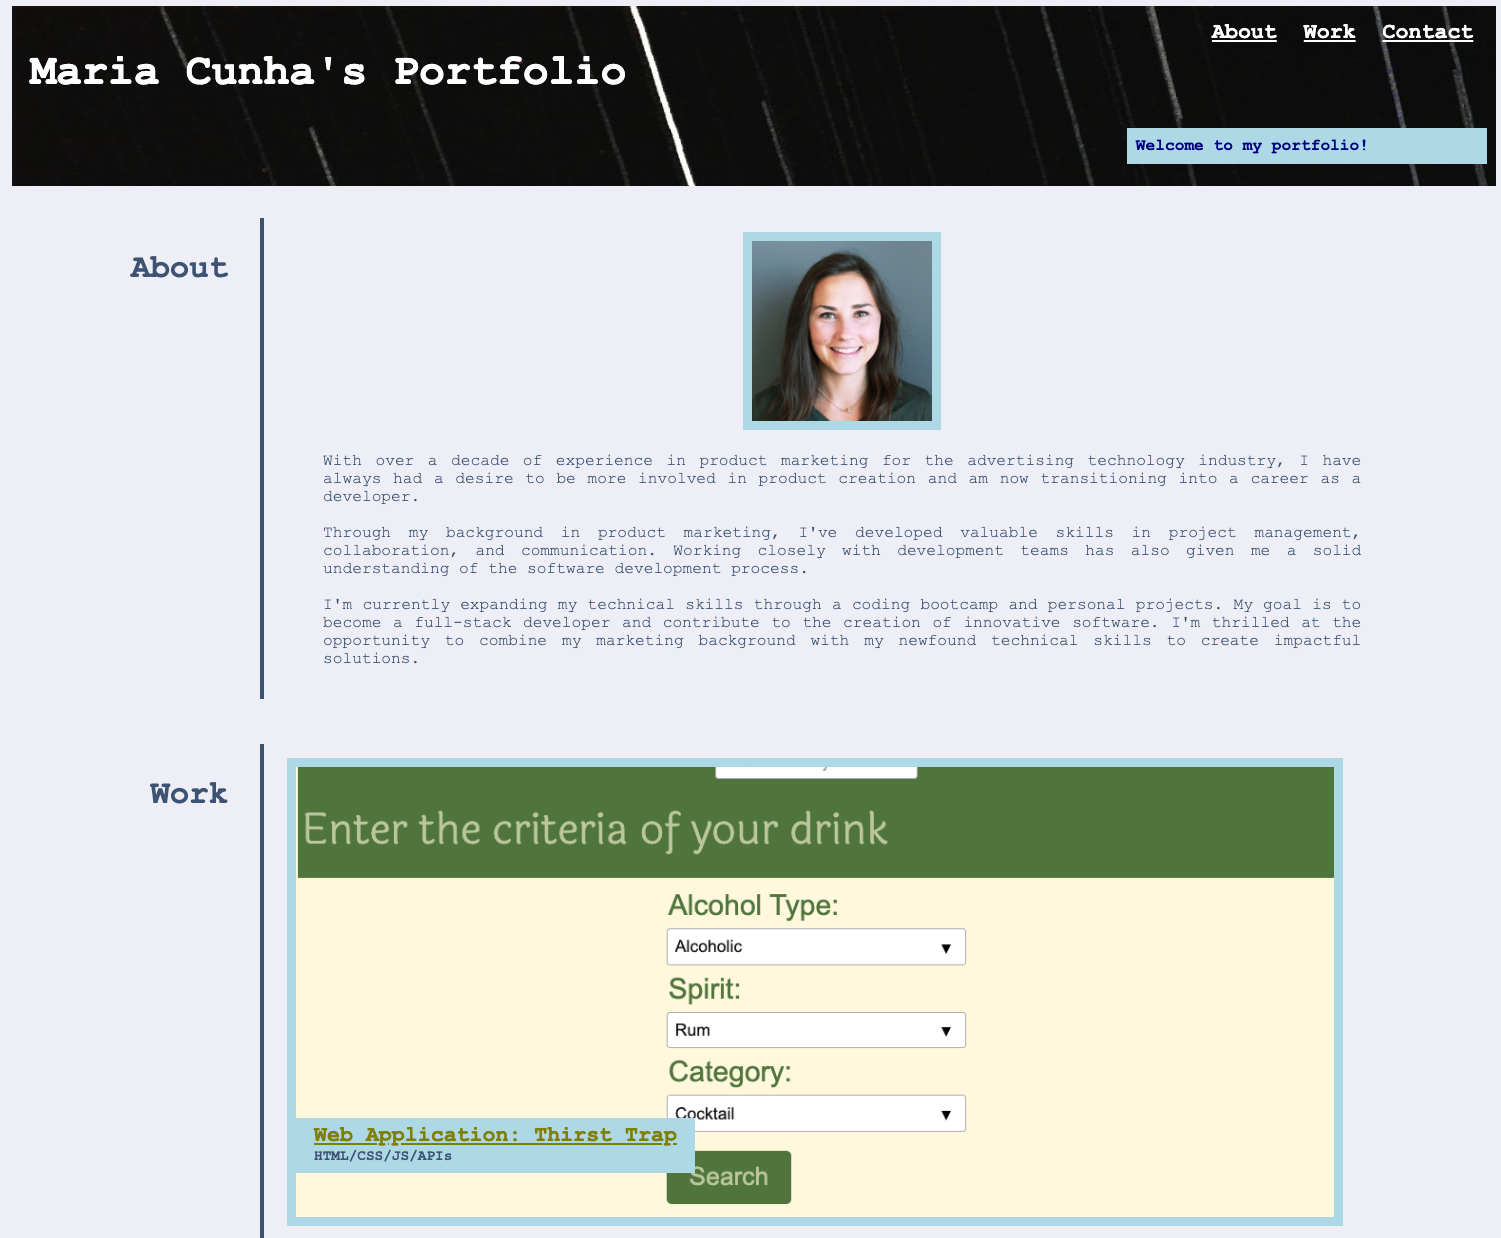 Maria Cunha's Portfolio
About Work Contact
Welcome to my portfolio!
About
With over a decade of experience in product marketing for the advertising technology industry, I have
always had a desire to be more involved in product creation and am now transitioning into a career as a
developer.
Through my background in product marketing, I've developed valuable skills in project management,
collaboration, and communication. Working closely with development teams has also given me a solid
understanding of the software development process.
I'm currently expanding my technical skills through a coding bootcamp and personal projects. My goal is to
become a full-stack developer and contribute to the creation of innovative software. I'm thrilled at the
opportunity to combine my marketing background with my newfound technical skills to create impactful
solutions.
Work
Enter the criteria of your drink
Alcohol Type:
Alcoholic
Spirit:
Rum
Category:
Cocktail
Web Application: Thirst Trap
HTML/CSS/JS/APIs
Search